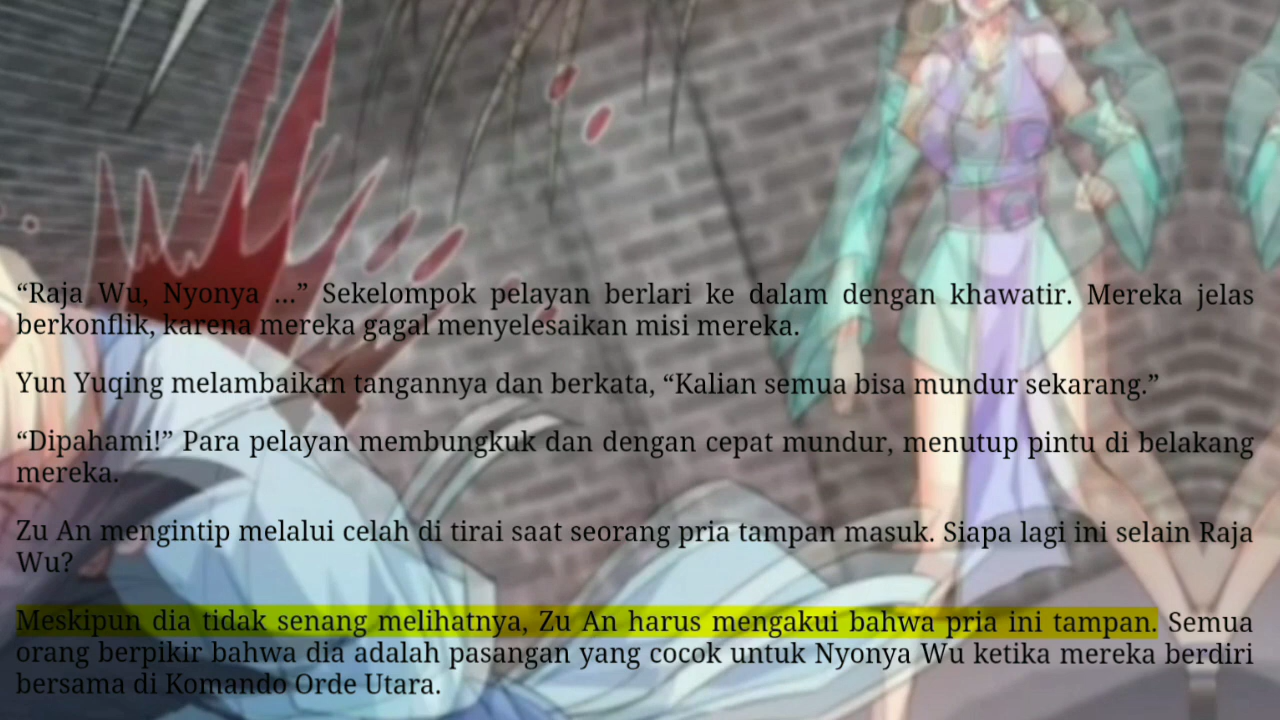 “Raja Wu, Nyonya ...” Sekelompok pelayan berlari ke dalam dengan khawatir. Mereka jelas
berkonflik, karena mereka gagal menyelesaikan misi mereka.
Yun Yuqing melambaikan tangannya dan berkata, “Kalian semua bisa mundur sekarang.”
“Dipahami!” Para pelayan membungkuk dan dengan cepat mundur, menutup pintu di belakang
mereka.
Zu An mengintip melalui celah di tirai saat seorang pria tampan masuk. Siapa lagi ini selain Raja
Wu?
Meskipun dia tidak senang melihatnya, Zu An harus mengakui bahwa pria ini tampan. Semua
orang berpikir bahwa dia adalah pasangan yang cocok untuk Nyonya Wu ketika mereka berdiri
bersama di Komando Orde Utara.